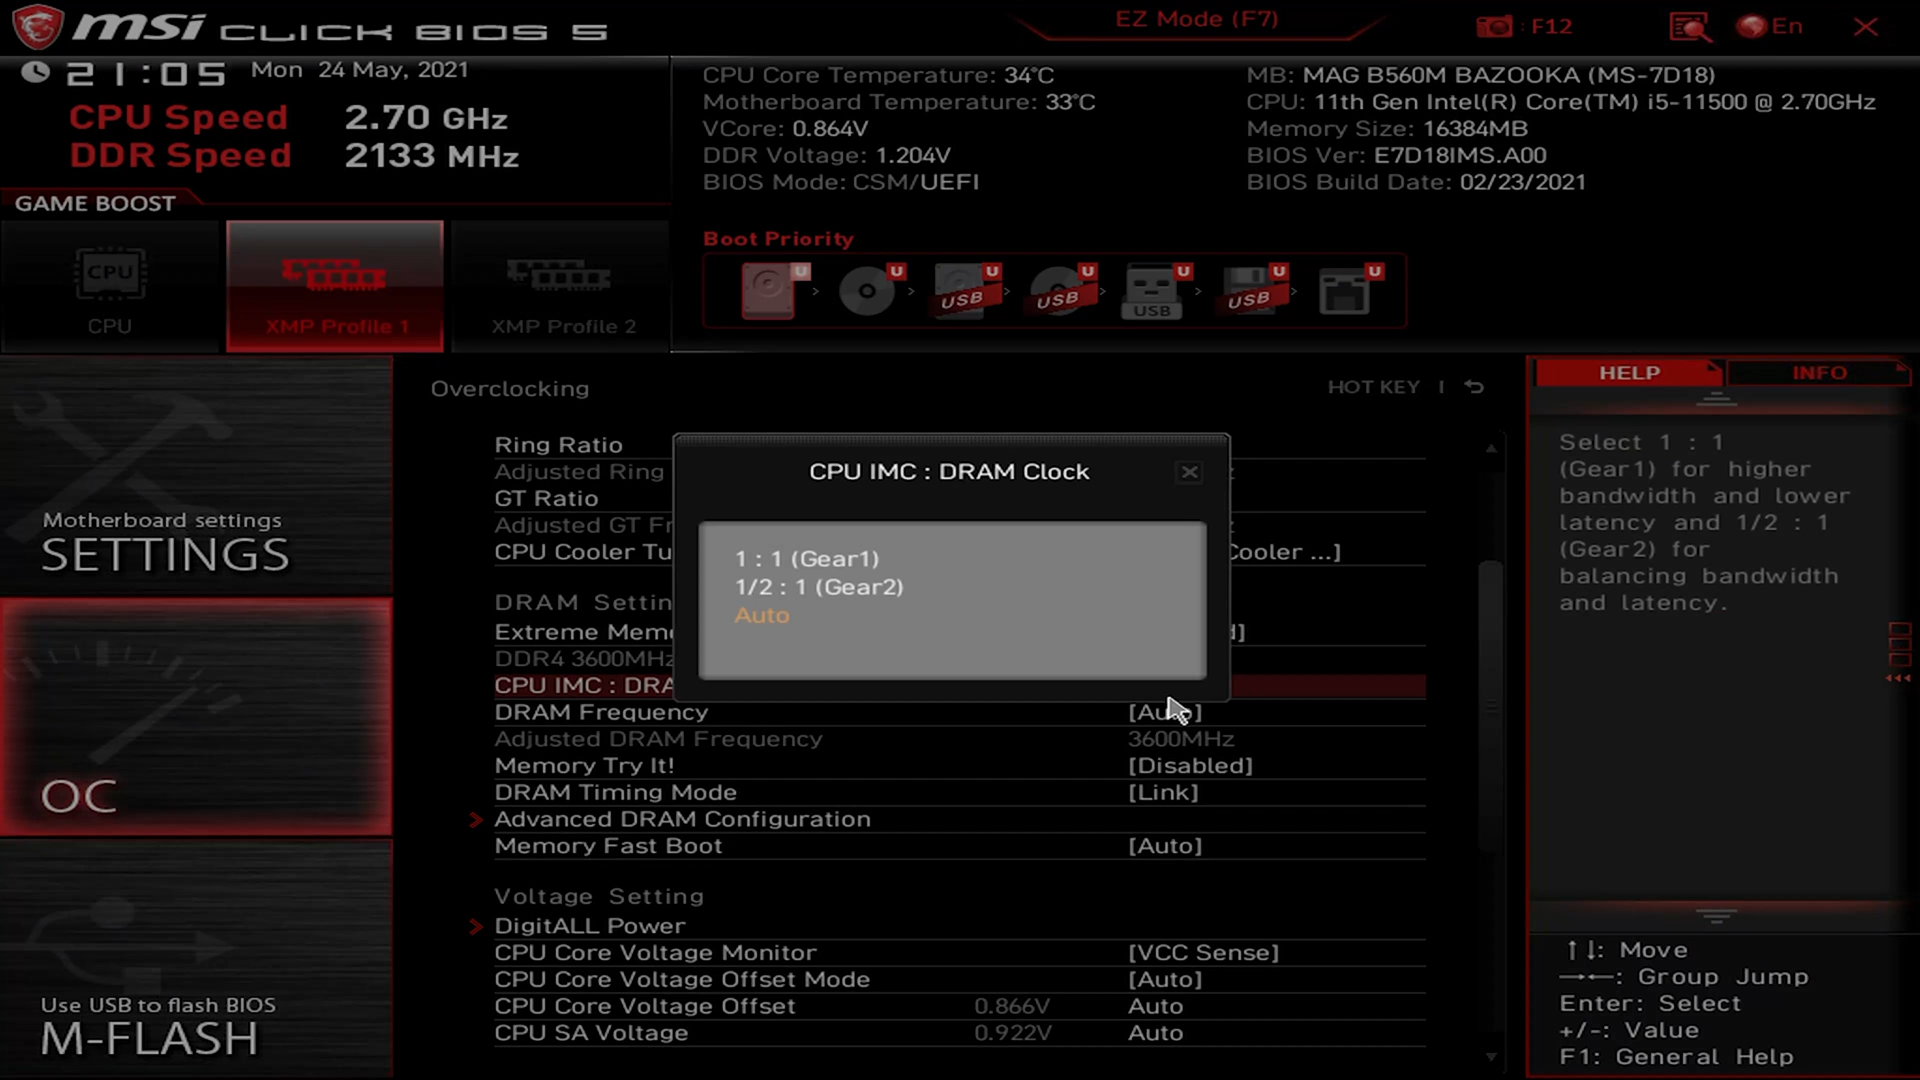 msi CLICK BIOS 5
EZ Mode (F7)
: F12
En
21:05 Mon 24 May, 2021
CPU Speed 2.70 GHz
DDR Speed 2133 MHz
CPU Core Temperature: 34°C
Motherboard Temperature: 33°C
VCore: 0.864V
DDR Voltage: 1.204V
BIOS Mode: CSM/UEFI
MB: MAG B560M BAZOOKA (MS-7D18)
CPU: 11th Gen Intel(R) Core(TM) i5-11500 @ 2.70GHz
Memory Size: 16384MB
BIOS Ver: E7D18IMS.A00
BIOS Build Date: 02/23/2021
GAME BOOST
CPU
CPU
XMP Profile 1
XMP Profile 2
Boot Priority
U U U U U U U
USB USB USB USB
Motherboard settings
SETTINGS
OC
Use USB to flash BIOS
M-FLASH
Overclocking
HOT KEY |
Ring Ratio
Adjusted Ring
GT Ratio
Adjusted GT Fr
CPU Cooler Tu Cooler ...]
DRAM Settin
Extreme Memo d]
DDR4 3600MHz
CPU IMC : DRA
DRAM Frequency [Auto]
Adjusted DRAM Frequency 3600MHz
Memory Try It! [Disabled]
DRAM Timing Mode [Link]
> Advanced DRAM Configuration
Memory Fast Boot [Auto]
Voltage Setting
> DigitALL Power
CPU Core Voltage Monitor [VCC Sense]
CPU Core Voltage Offset Mode [Auto]
CPU Core Voltage Offset 0.866V Auto
CPU SA Voltage 0.922V Auto
CPU IMC : DRAM Clock
1 : 1 (Gear1)
1/2 : 1 (Gear2)
Auto
HELP
INFO
Select 1 : 1
(Gear1) for higher
bandwidth and lower
latency and 1/2 : 1
(Gear2) for
balancing bandwidth
and latency.
↑↓: Move
→←: Group Jump
Enter: Select
+/-: Value
F1: General Help